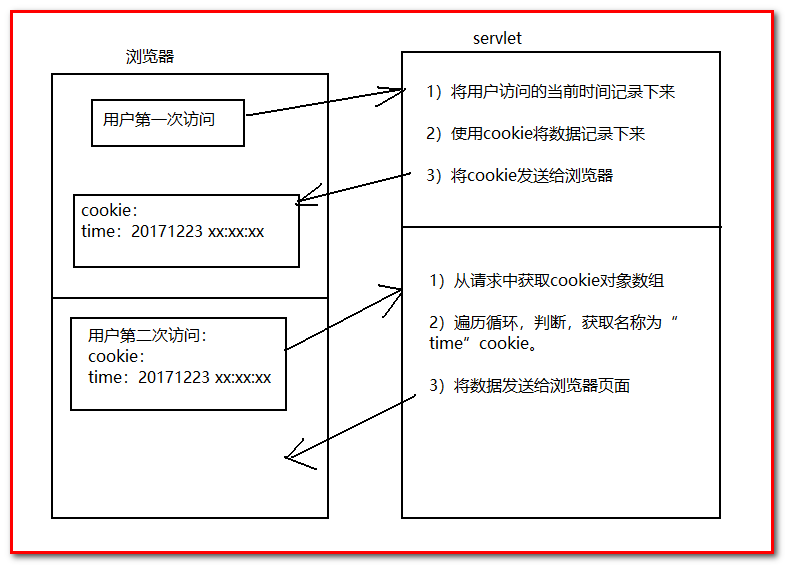 浏览器
用户第一次访问
cookie：
time：20171223 xx:xx:xx
用户第二次访问：
cookie：
time：20171223 xx:xx:xx
servlet
1）将用户访问的当前时间记录下来
2）使用cookie将数据记录下来
3）将cookie发送给浏览器
1）从请求中获取cookie对象数组
2）遍历循环，判断，获取名称为“
time”cookie。
3）将数据发送给浏览器页面